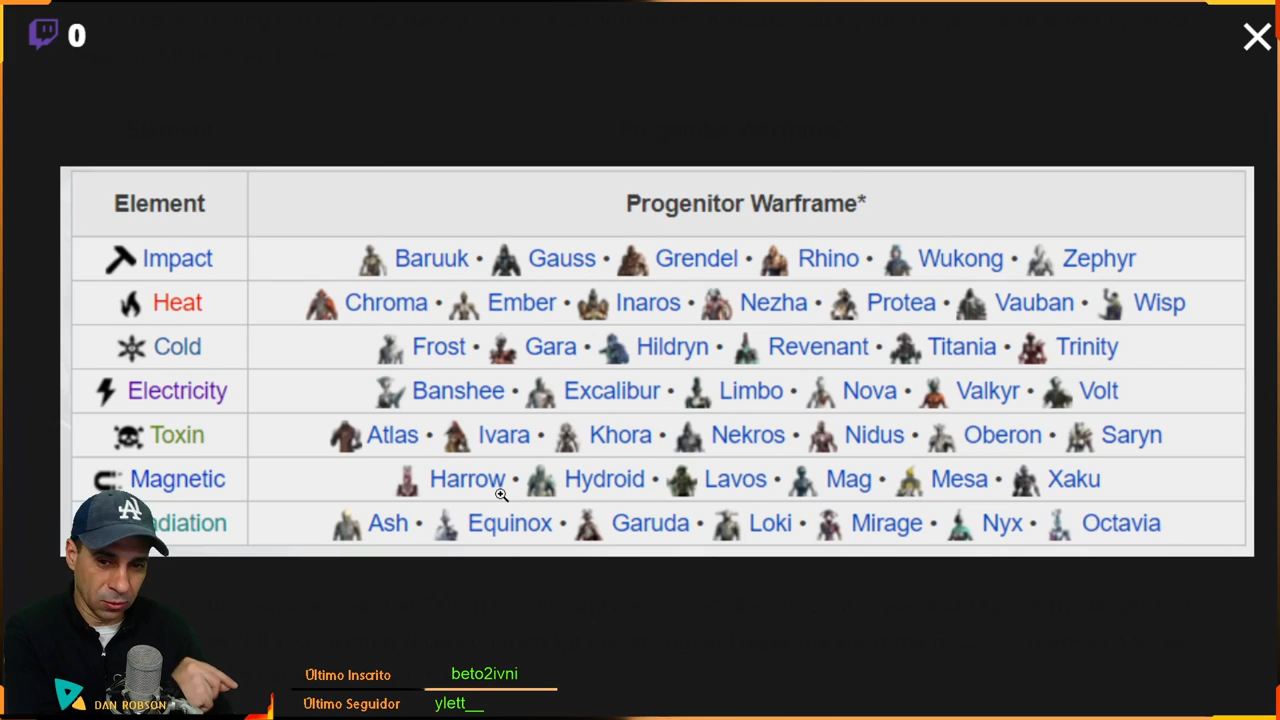 0
Element Progenitor Warframe*
Impact Baruuk • Gauss • Grendel • Rhino • Wukong • Zephyr
Heat Chroma • Ember • Inaros • Nezha • Protea • Vauban • Wisp
Cold Frost • Gara • Hildryn • Revenant • Titania • Trinity
Electricity Banshee • Excalibur • Limbo • Nova • Valkyr • Volt
Toxin Atlas • Ivara • Khora • Nekros • Nidus • Oberon • Saryn
Magnetic Harrow • Hydroid • Lavos • Mag • Mesa • Xaku
diation Ash • Equinox • Garuda • Loki • Mirage • Nyx • Octavia
LA
DAN ROBSON
Último Inscrito beto2ivni
Último Seguidor ylett__